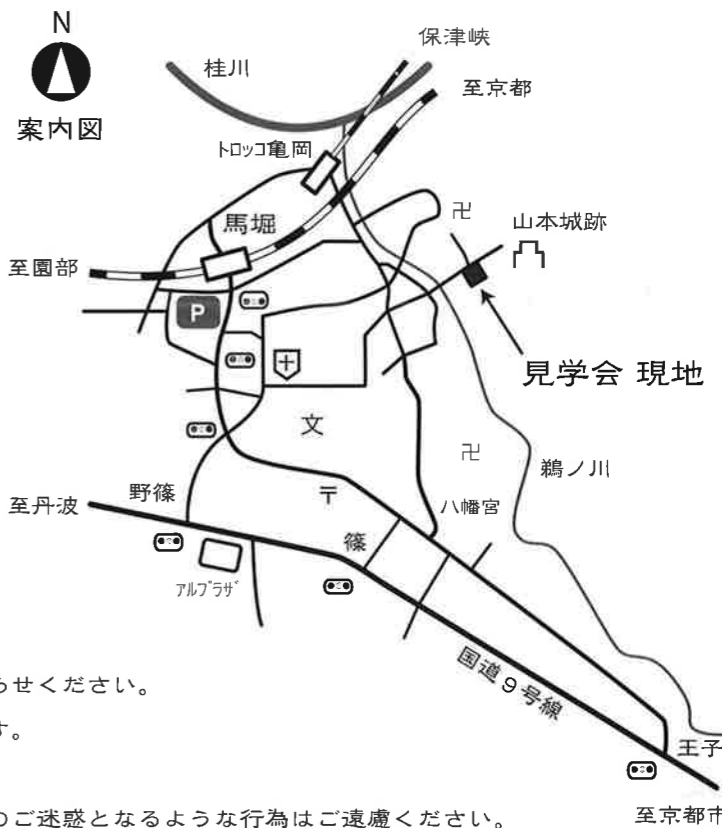 N
案内図
桂川
保津峡
至京都
トロッコ亀岡
卍
山本城跡
馬堀
至園部
P
見学会 現地
文
卍
鵜ノ川
至丹波
野篠
〒
八幡宮
篠
アルプラザ
国道９号線
王子
至京都市
らせください。
す。
のご迷惑となるような行為はご遠慮ください。